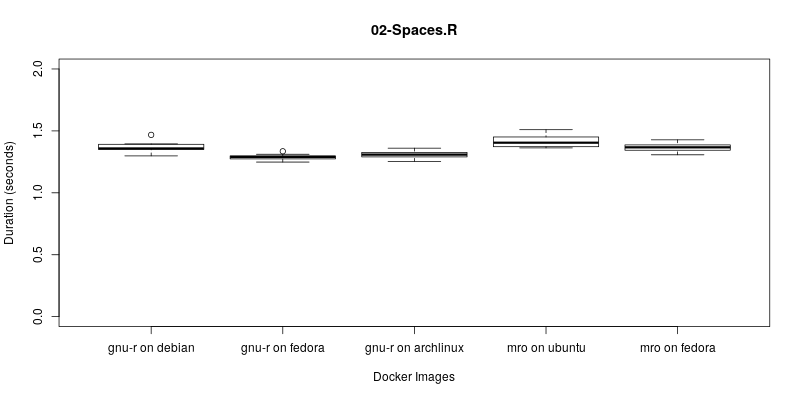 02-Spaces.R
Duration (seconds)
2.0
1.5
1.0
0.5
0.0
gnu-r on debian
gnu-r on fedora
gnu-r on archlinux
mro on ubuntu
mro on fedora
Docker Images